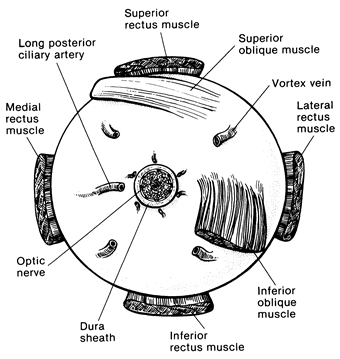 Superior
rectus muscle
Long posterior
ciliary artery
Superior
oblique muscle
Vortex vein
Medial
rectus
muscle
Lateral
rectus
muscle
Optic
nerve
Inferior
oblique
muscle
Dura
sheath
Inferior
rectus muscle